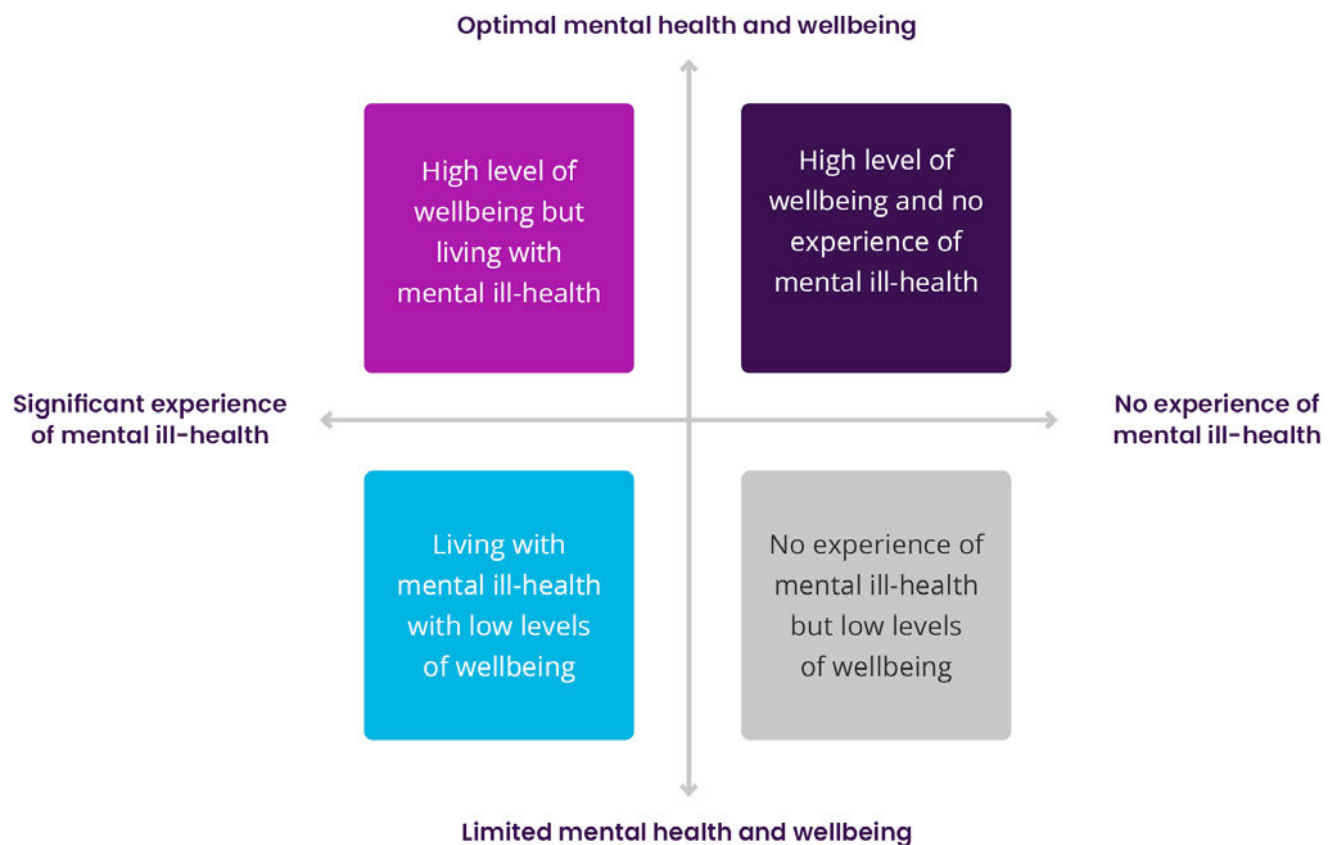 Optimal mental health and wellbeing
High level of
wellbeing but
living with
mental ill-health
High level of
wellbeing and no
experience of
mental ill-health
Significant experience
of mental ill-health
No experience of
mental ill-health
Living with
mental ill-health
with low levels
of wellbeing
No experience of
mental ill-health
but low levels
of wellbeing
Limited mental health and wellbeing